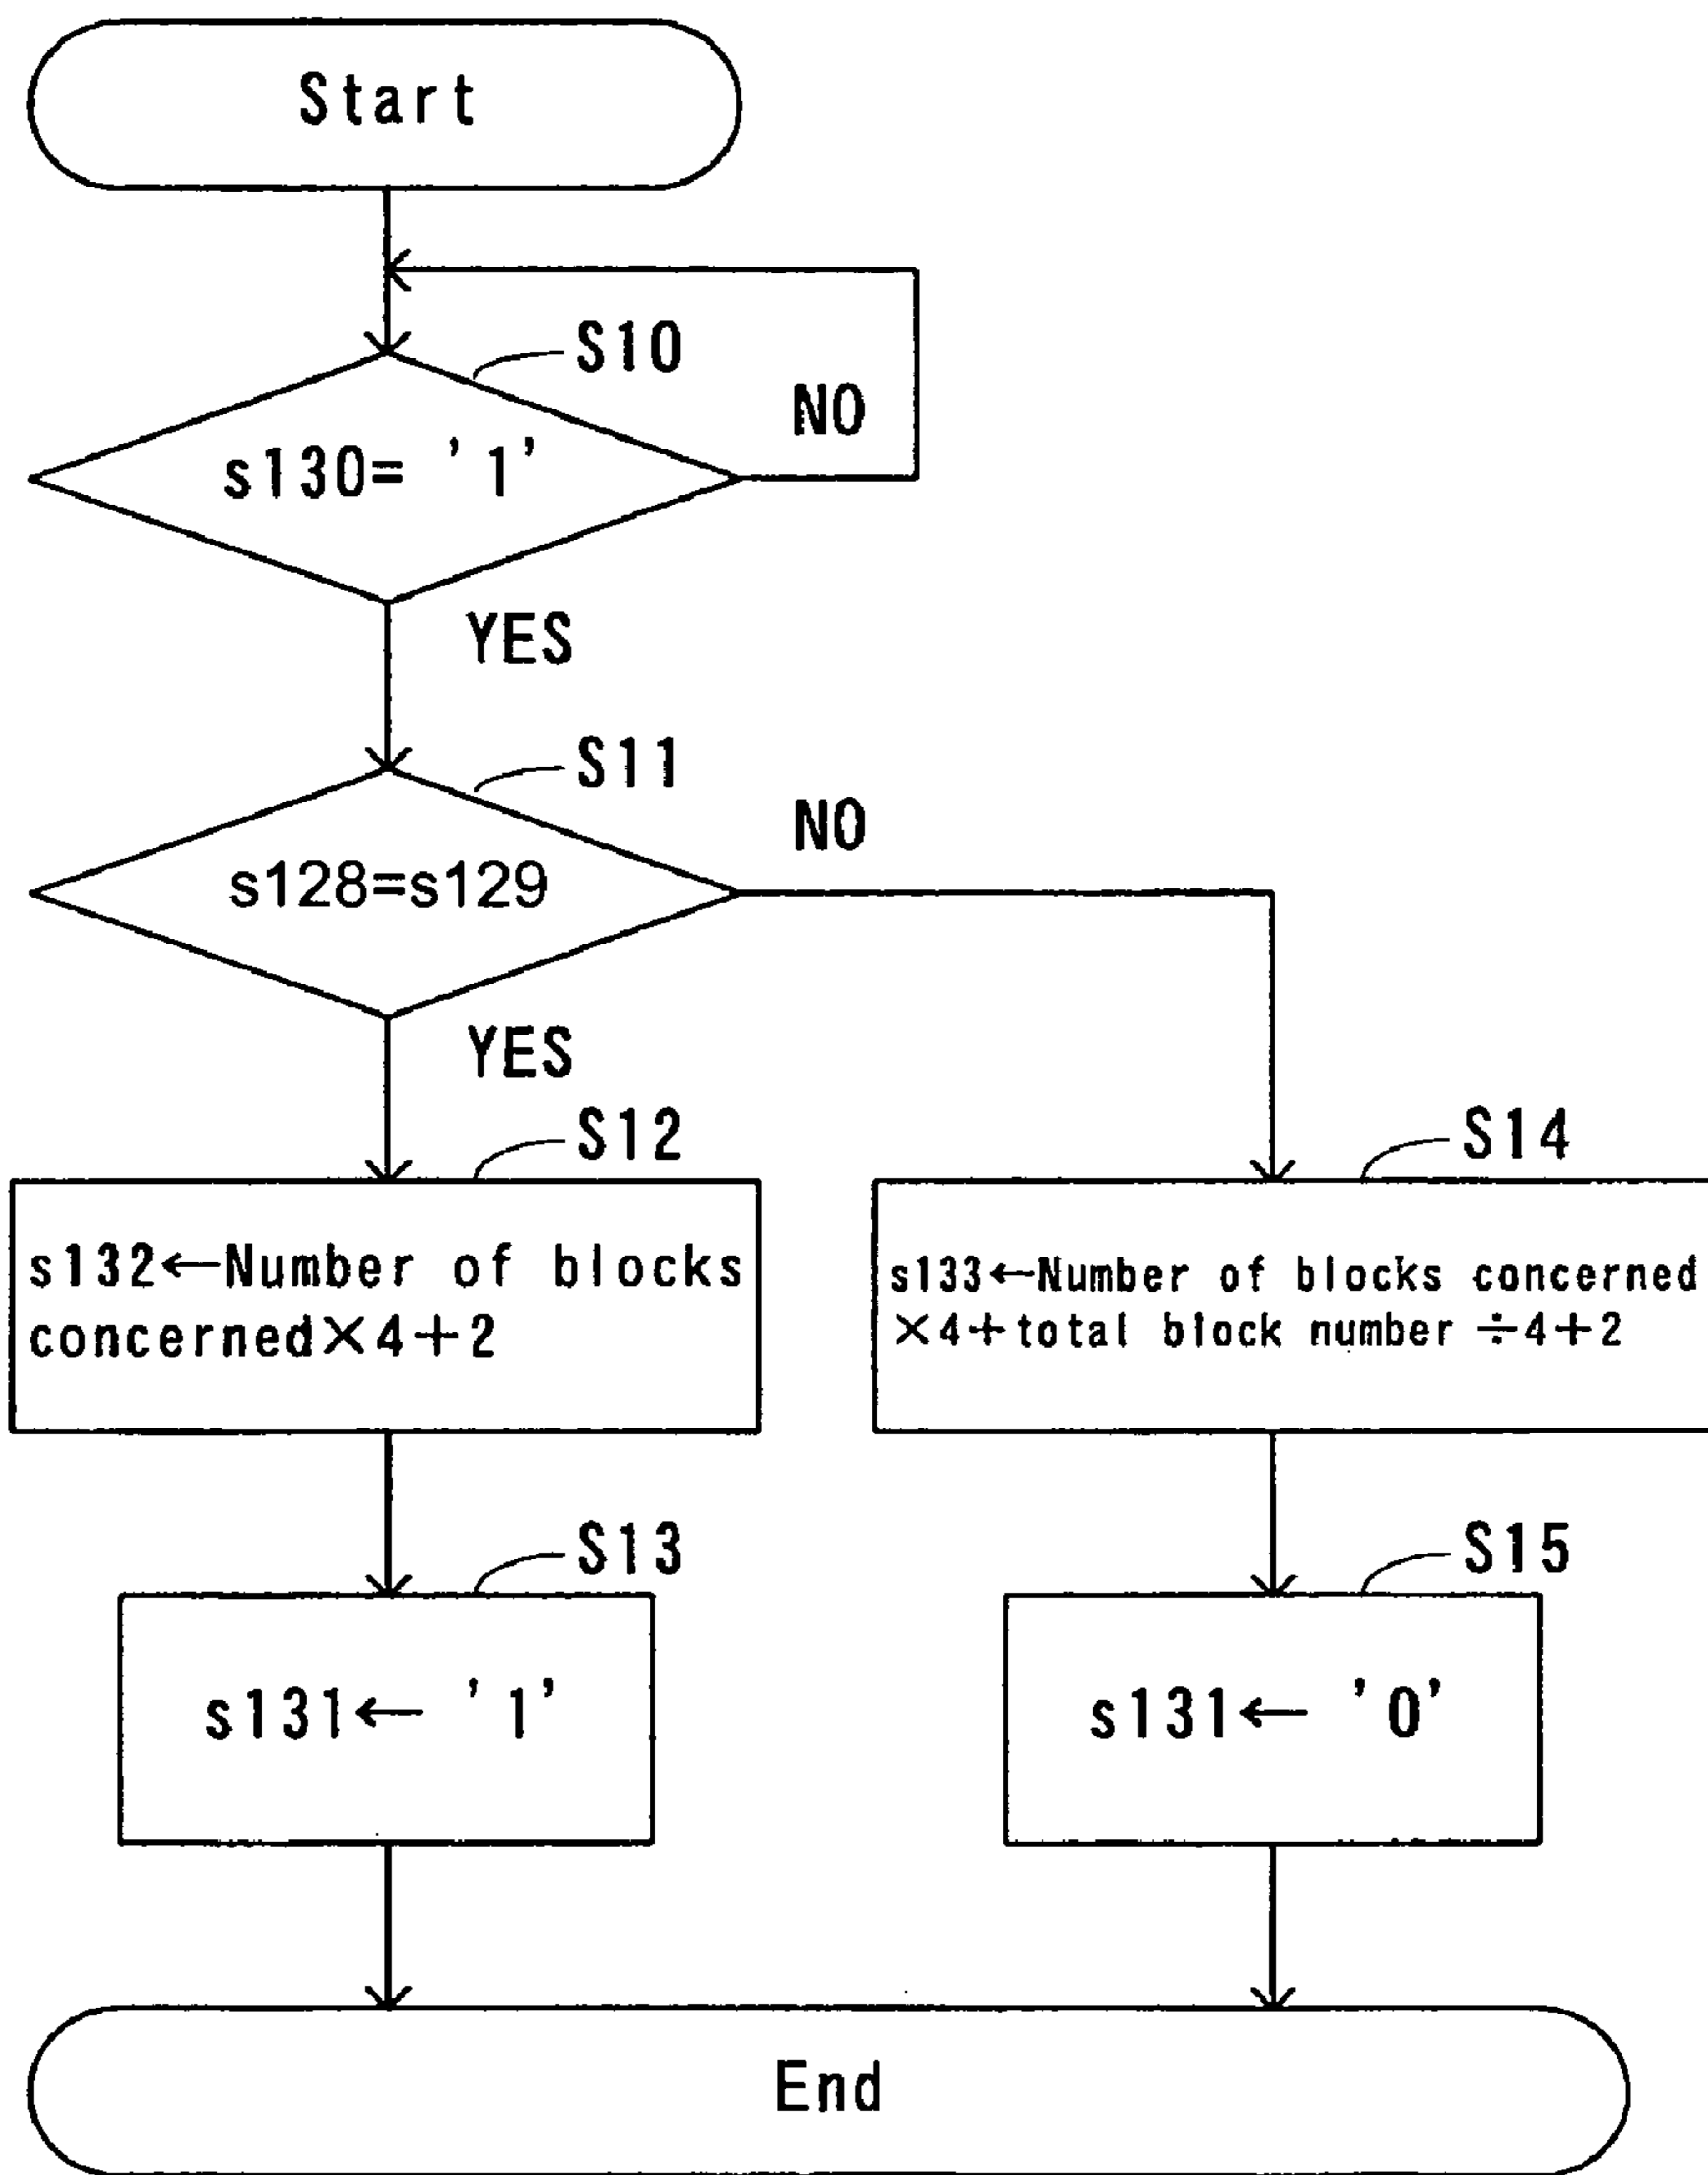 Start
S10
NO
s130= '1'
YES
S11
NO
s128=s129
YES
S12
S14
s132←Number of blocks
concerned×4+2
s133←Number of blocks concerned
×4+total block number ÷4+2
S13
S15
s131← '1'
s131← '0'
End